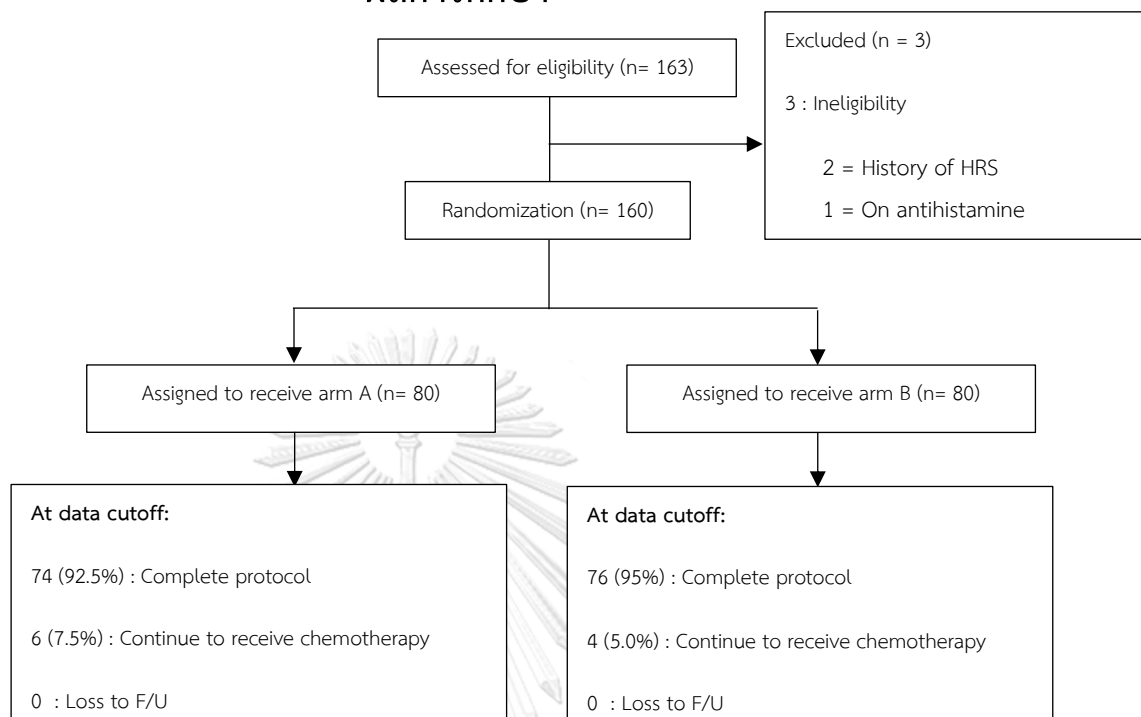 Assessed for eligibility (n= 163)
Excluded (n = 3)
3 : Ineligibility
2 = History of HRS
1 = On antihistamine
Randomization (n= 160)
Assigned to receive arm A (n= 80)
Assigned to receive arm B (n= 80)
At data cutoff:
74 (92.5%) : Complete protocol
6 (7.5%) : Continue to receive chemotherapy
0 : Loss to F/U
At data cutoff:
76 (95%) : Complete protocol
4 (5.0%) : Continue to receive chemotherapy
0 : Loss to F/U